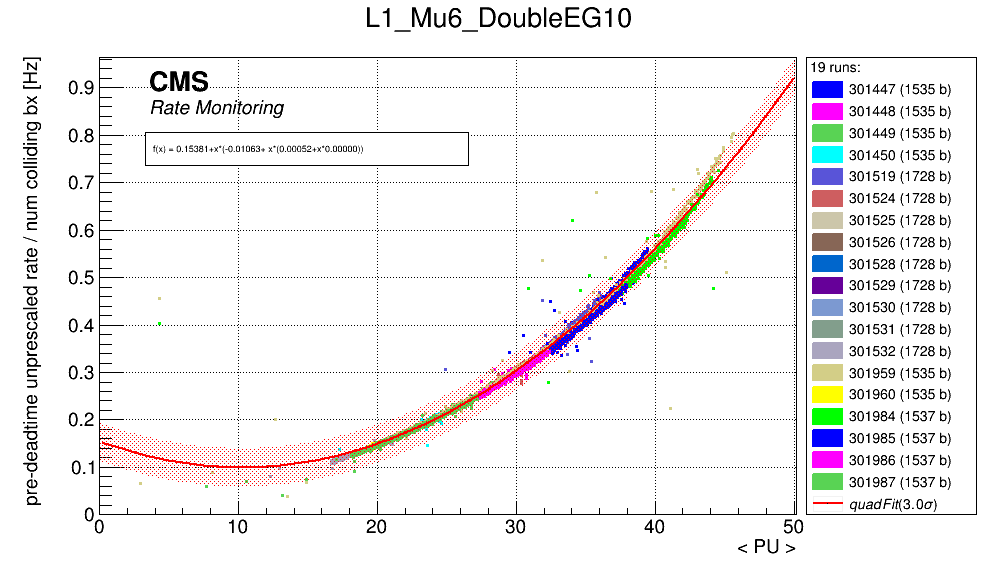 L1_Mu6_DoubleEG10
pre-deadtime unprescaled rate / num colliding bx [Hz]
CMS
Rate Monitoring
f(x) = 0.15381+x*(-0.01063+ x*(0.00052+x*0.00000))
0.9
0.8
0.7
0.6
0.5
0.4
0.3
0.2
0.1
0
0 10 20 30 40 50
< PU >
19 runs:
301447 (1535 b)
301448 (1535 b)
301449 (1535 b)
301450 (1535 b)
301519 (1728 b)
301524 (1728 b)
301525 (1728 b)
301526 (1728 b)
301528 (1728 b)
301529 (1728 b)
301530 (1728 b)
301531 (1728 b)
301532 (1728 b)
301959 (1535 b)
301960 (1535 b)
301984 (1537 b)
301985 (1537 b)
301986 (1537 b)
301987 (1537 b)
quadFit(3.0σ)